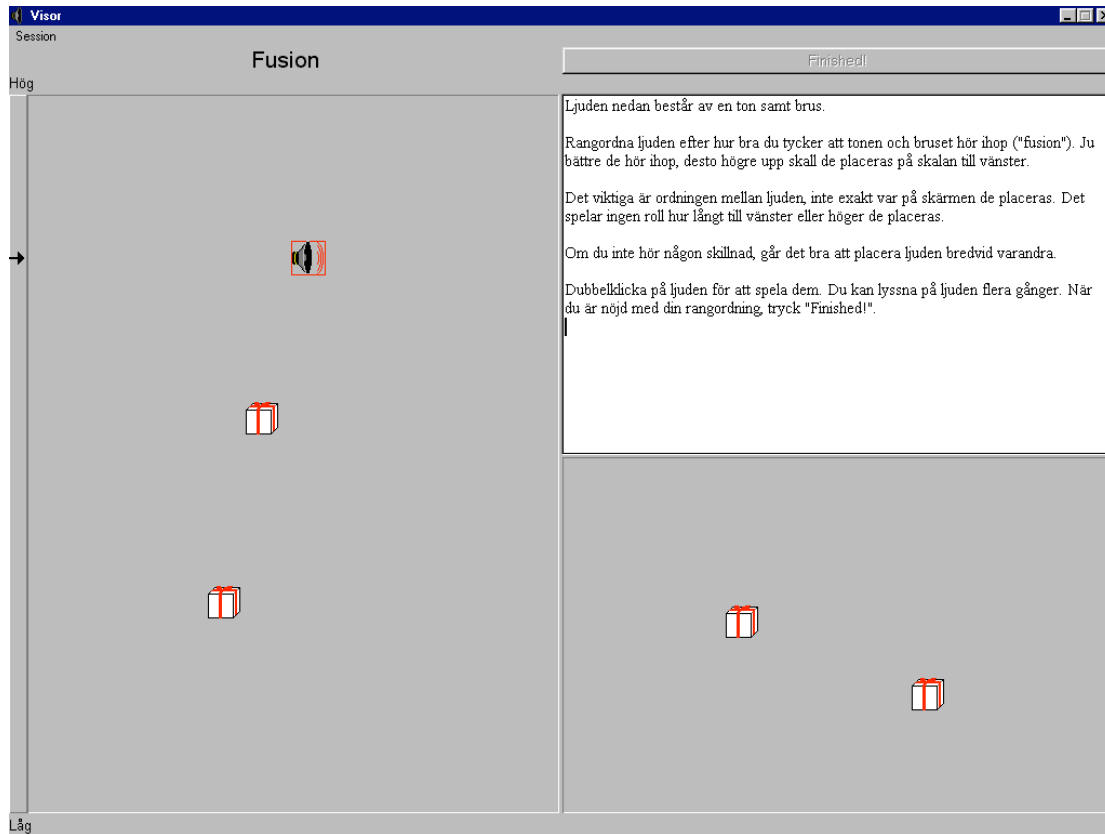 Visor
Session
Fusion
Finished!
Hög
Ljuden nedan består av en ton samt brus.
Rangordna ljuden efter hur bra du tycker att tonen och bruset hör ihop ("fusion"). Ju
bättre de hör ihop, desto högre upp skall de placeras på skalan till vänster.
Det viktiga är ordningen mellan ljuden, inte exakt var på skärmen de placeras. Det
spelar ingen roll hur långt till vänster eller höger de placeras.
Om du inte hör någon skillnad, går det bra att placera ljuden bredvid varandra.
Dubbelklicka på ljuden för att spela dem. Du kan lyssna på ljuden flera gånger. När
du är nöjd med din rangordning, tryck "Finished!".
Låg